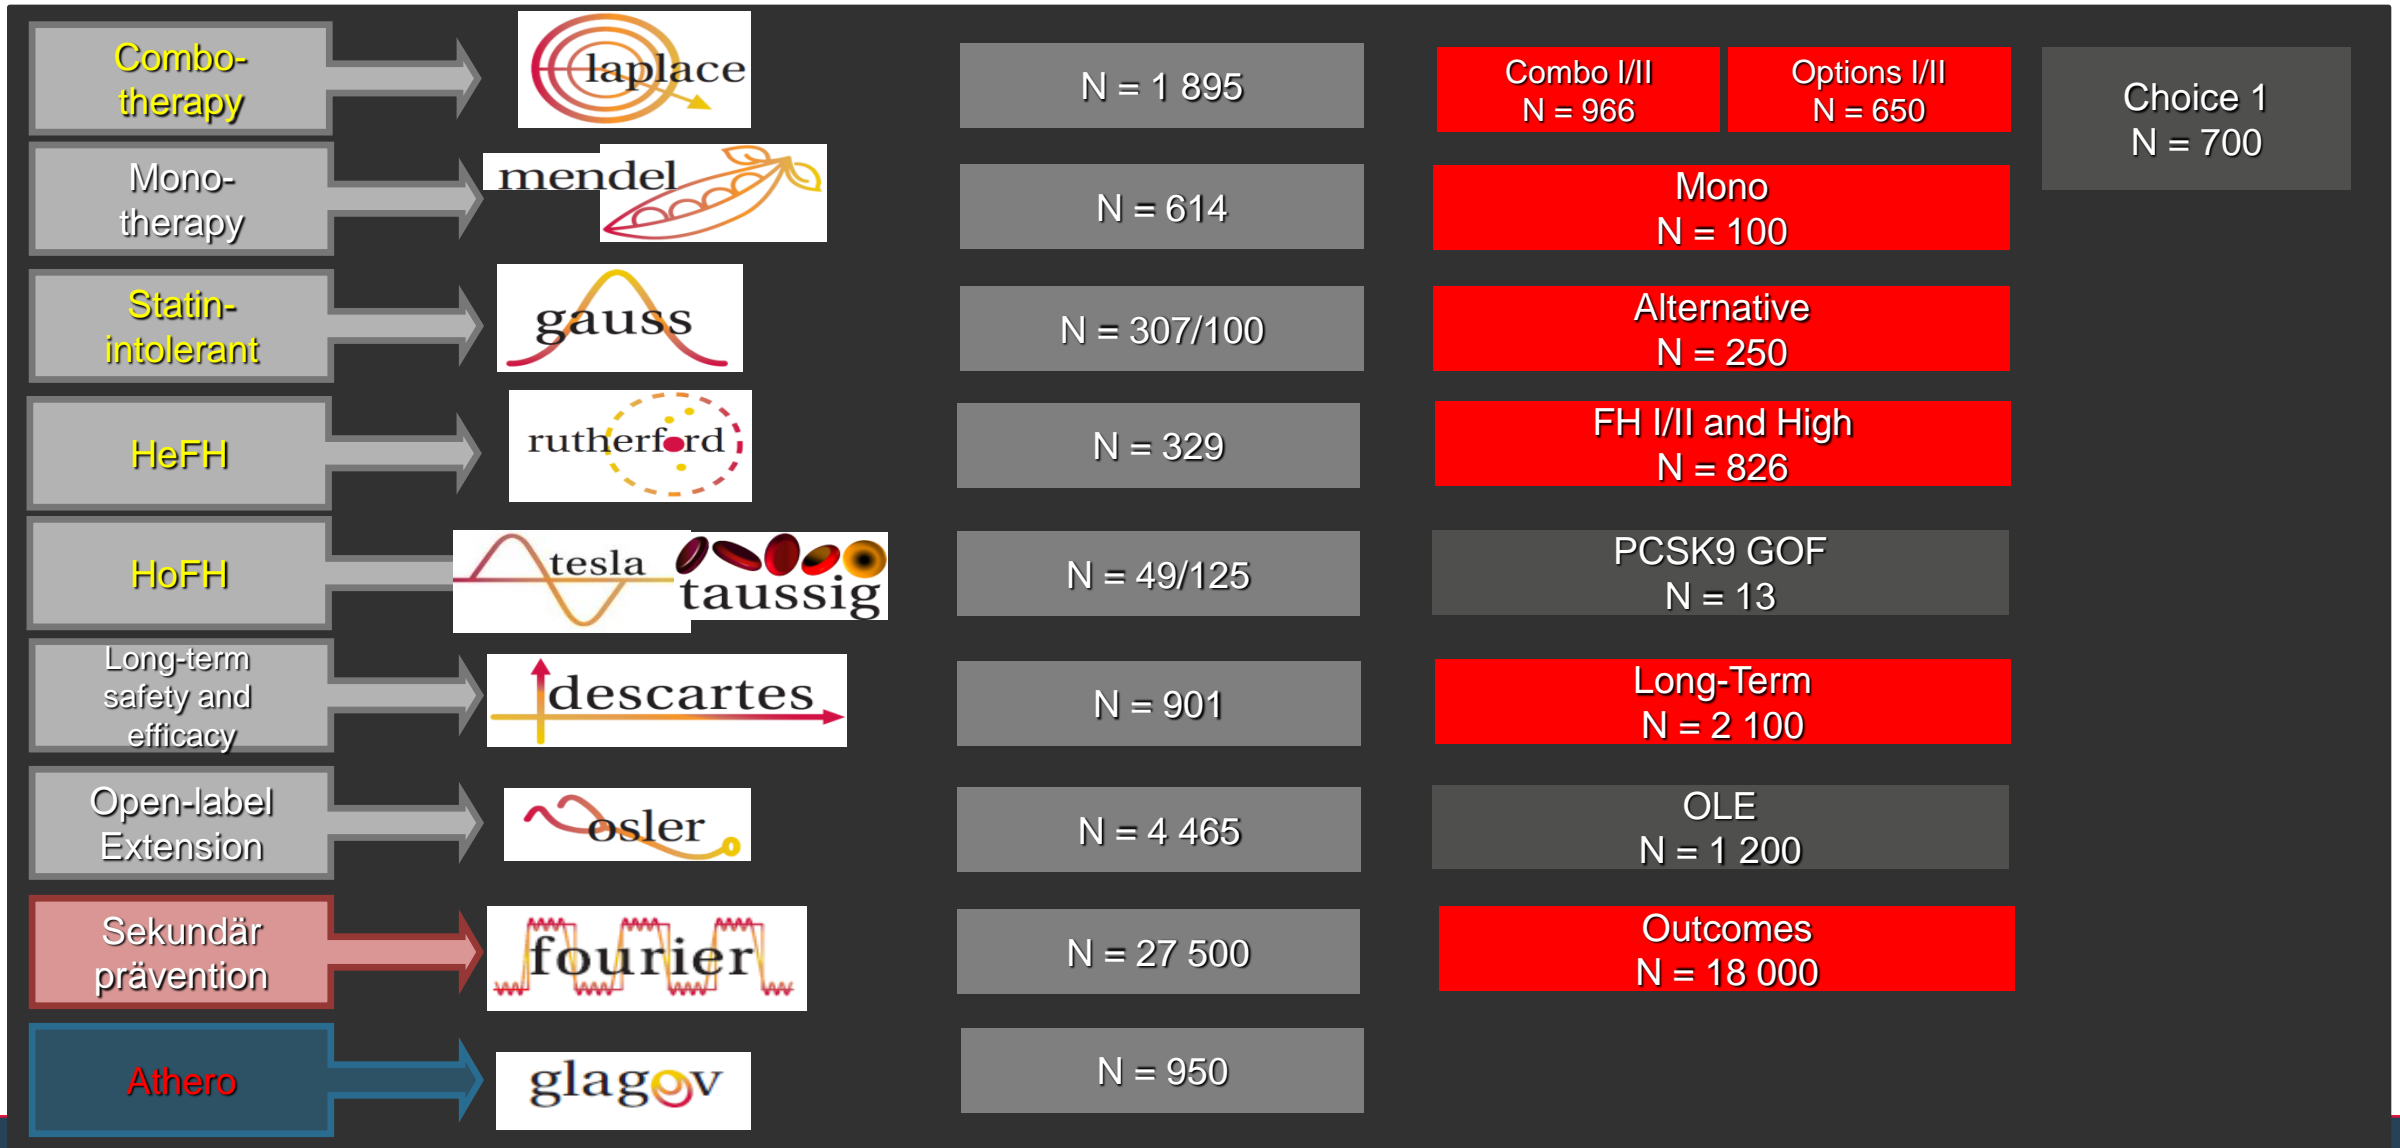 Combo-
therapy
laplace
N = 1 895
Combo I/II
N = 966
Options I/II
N = 650
Choice 1
N = 700
Mono-
therapy
mendel
N = 614
Mono
N = 100
Statin-
intolerant
gauss
N = 307/100
Alternative
N = 250
HeFH
rutherford
N = 329
FH I/II and High
N = 826
HoFH
tesla
taussig
N = 49/125
PCSK9 GOF
N = 13
Long-term
safety and
efficacy
descartes
N = 901
Long-Term
N = 2 100
Open-label
Extension
osler
N = 4 465
OLE
N = 1 200
Sekundär
prävention
fourier
N = 27 500
Outcomes
N = 18 000
Athero
glagov
N = 950